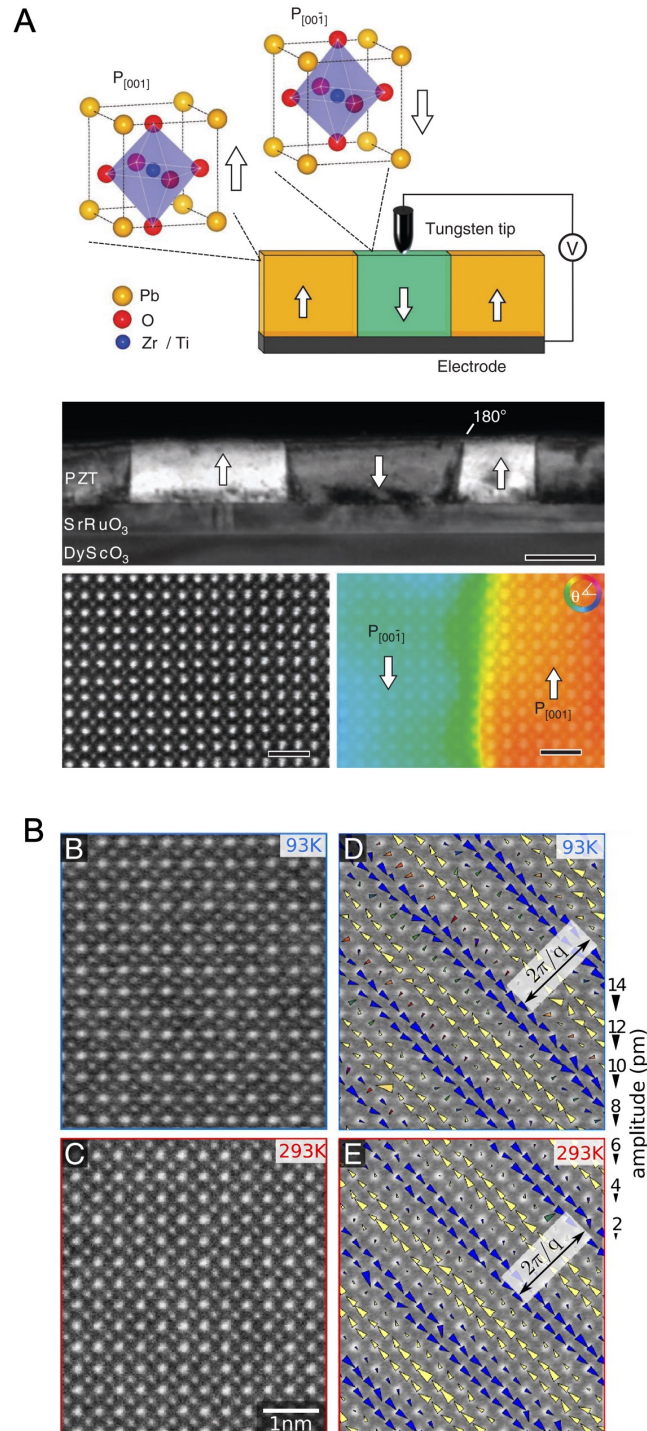 A
P[001̄]
P[001]
Tungsten tip
V
Pb
O
Zr / Ti
Electrode
180°
PZT
SrRuO₃
DyScO₃
θ
P[001̄]
P[001]
B
B 93K
D 93K
2π/q
14
12
10
8
amplitude (pm)
C 293K
E 293K
6
4
2
2π/q
1nm